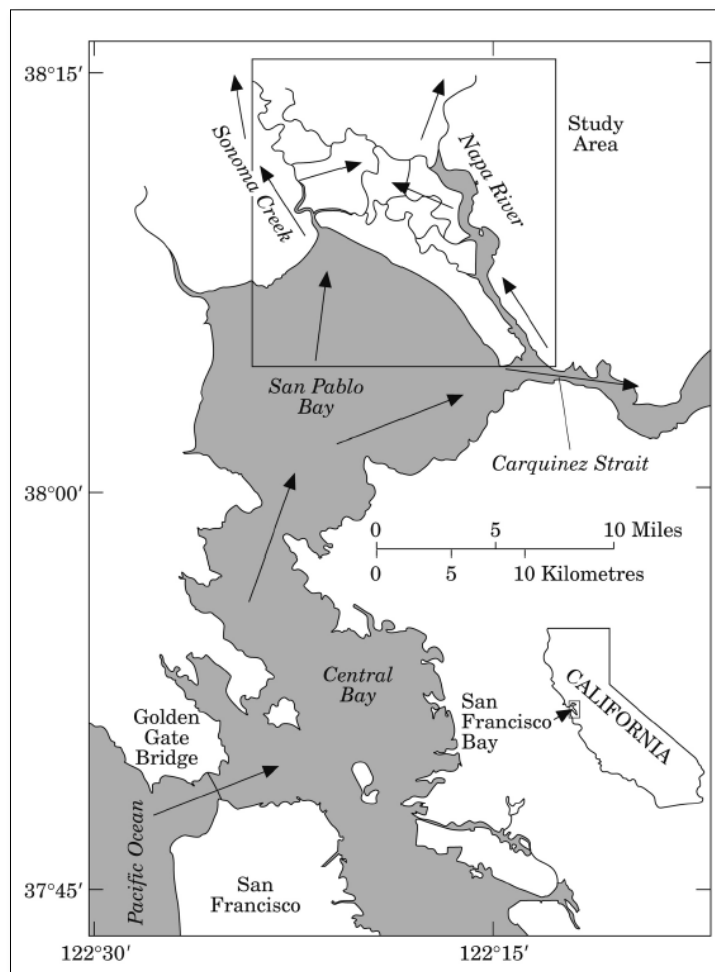 38°15′
Study
Area
Sonoma Creek
Napa River
San Pablo
Bay
Carquinez Strait
38°00′
0 5 10 Miles
0 5 10 Kilometres
Central
Bay
San
Francisco
Bay
CALIFORNIA
Golden
Gate
Bridge
Pacific Ocean
San
Francisco
37°45′
122°30′ 122°15′